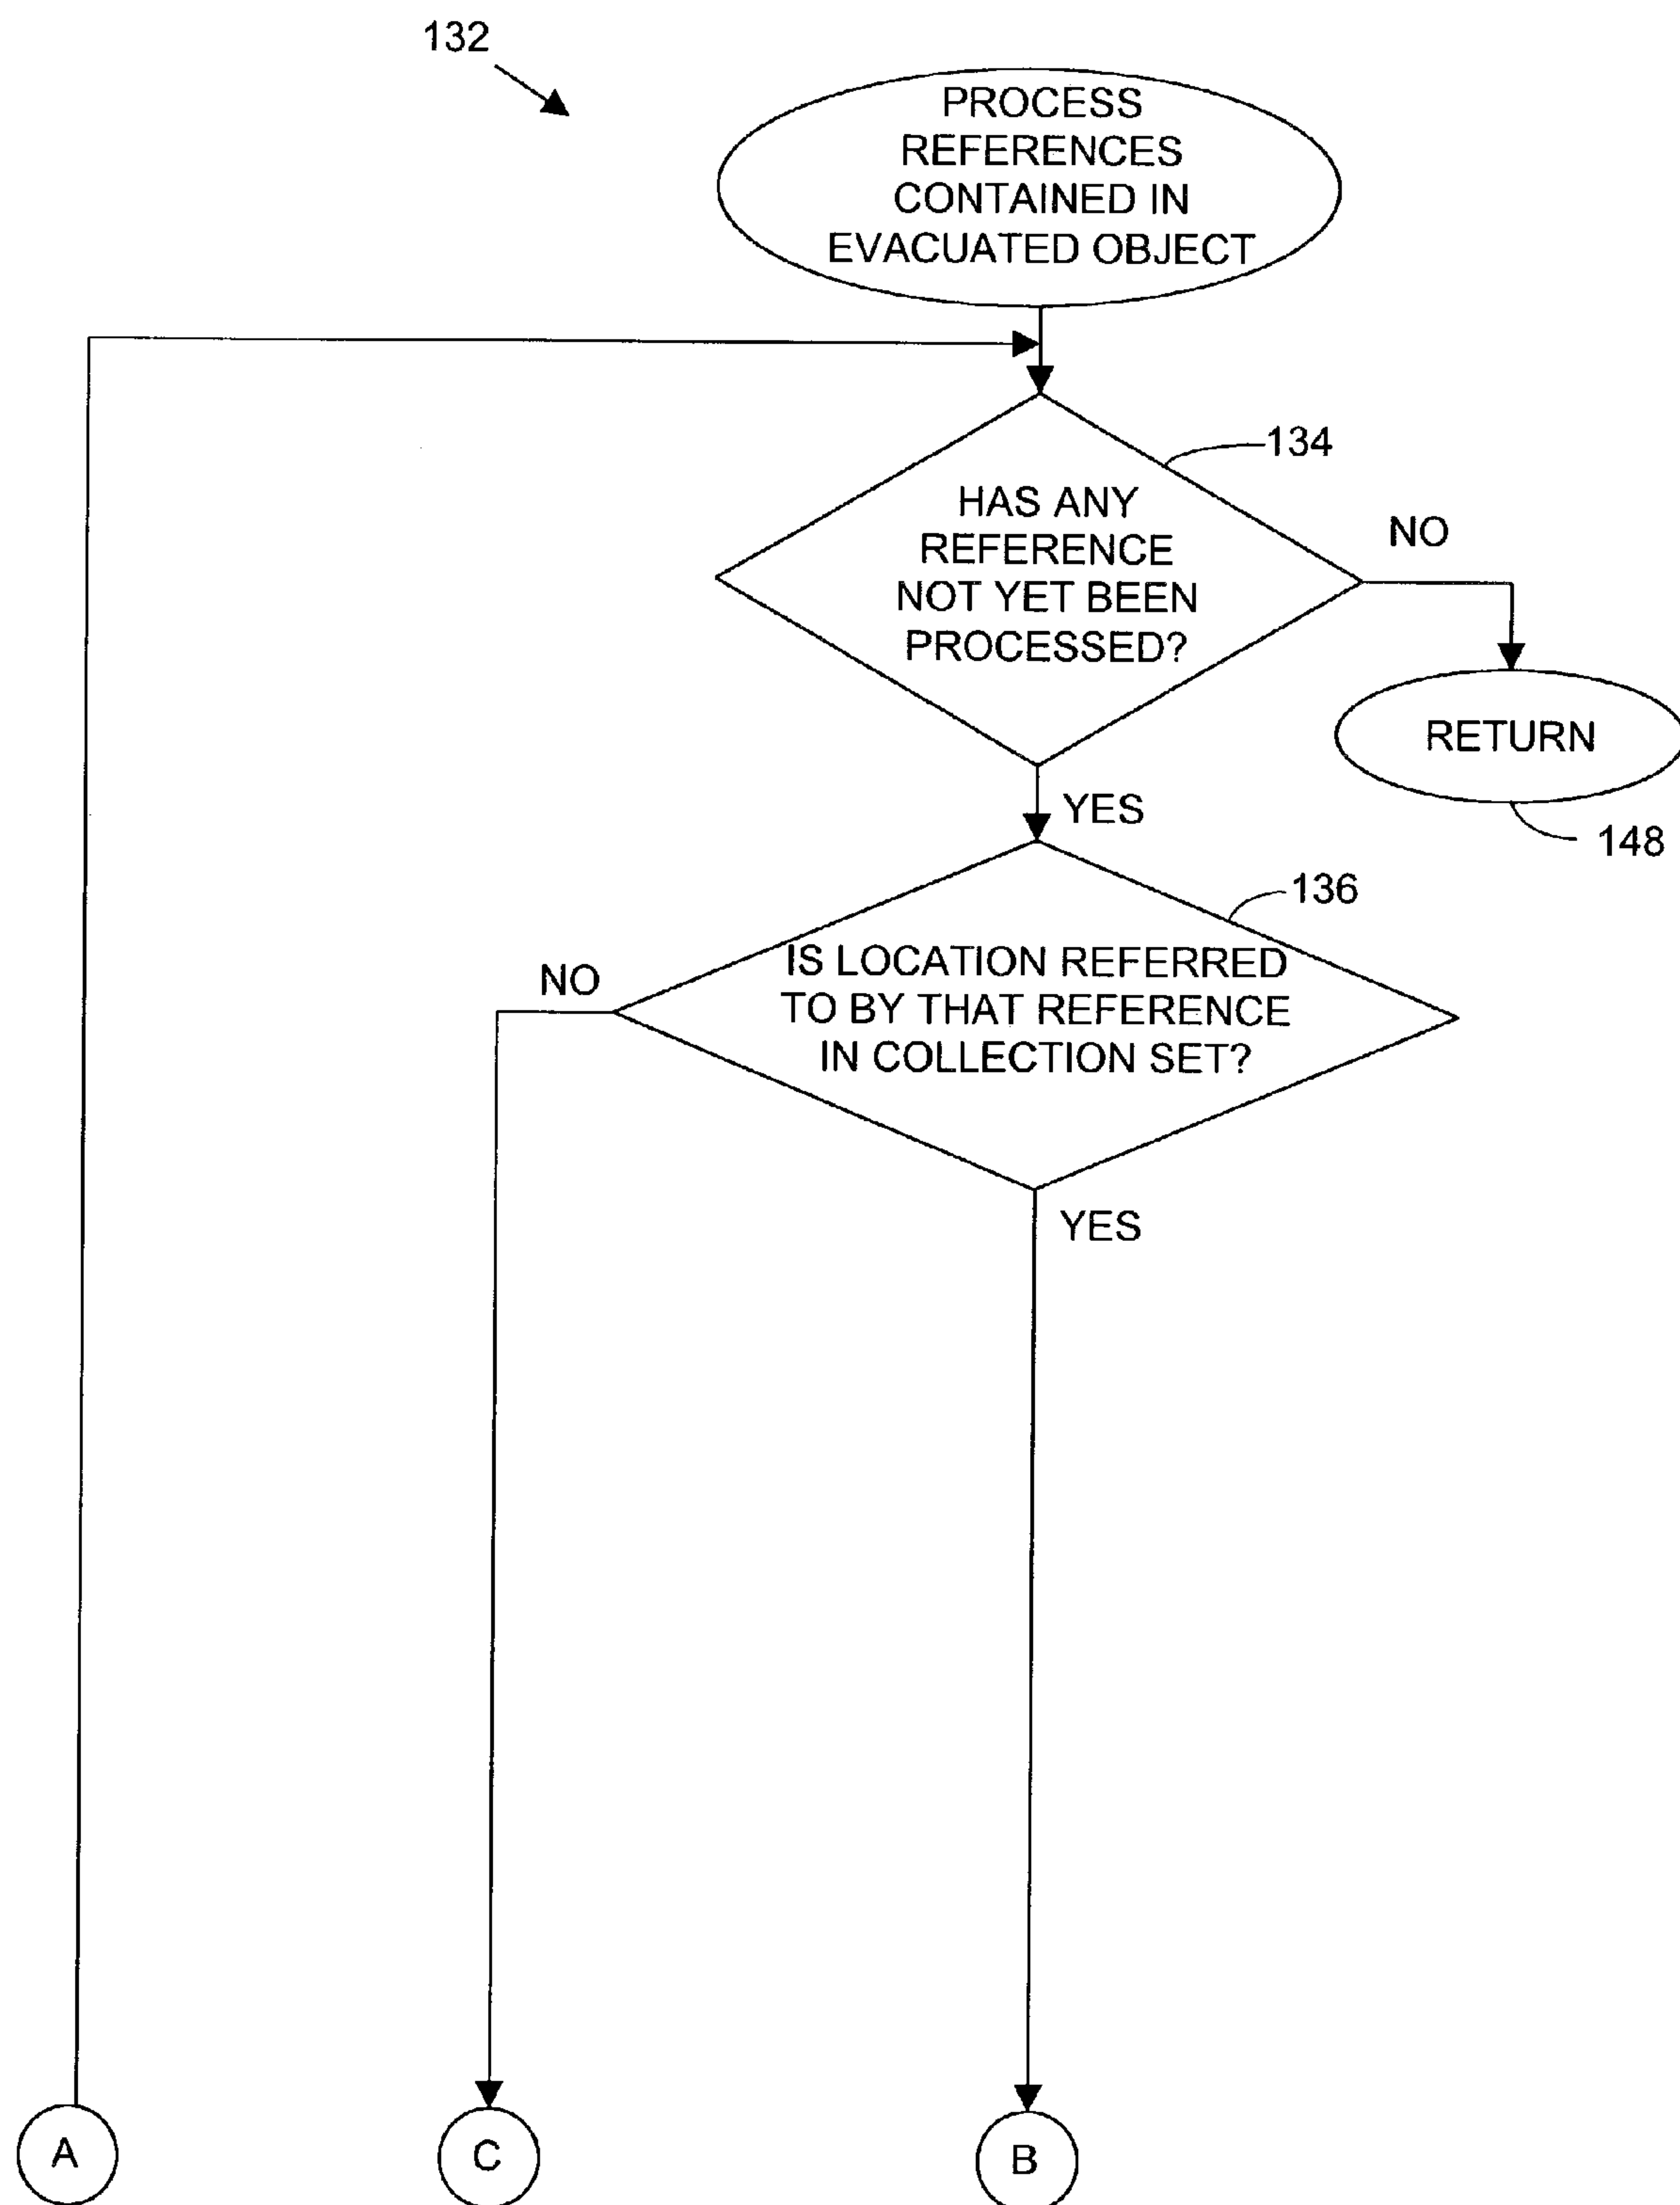 132
PROCESS
REFERENCES
CONTAINED IN
EVACUATED OBJECT
134
HAS ANY
REFERENCE
NOT YET BEEN
PROCESSED?
NO
RETURN
148
YES
136
IS LOCATION REFERRED
TO BY THAT REFERENCE
IN COLLECTION SET?
NO
YES
A
C
B